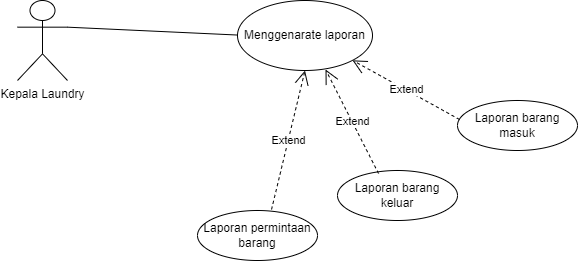 Menggenarate laporan
Kepala Laundry
Extend
Laporan barang
masuk
Extend
Extend
Laporan barang
keluar
Laporan permintaan
barang